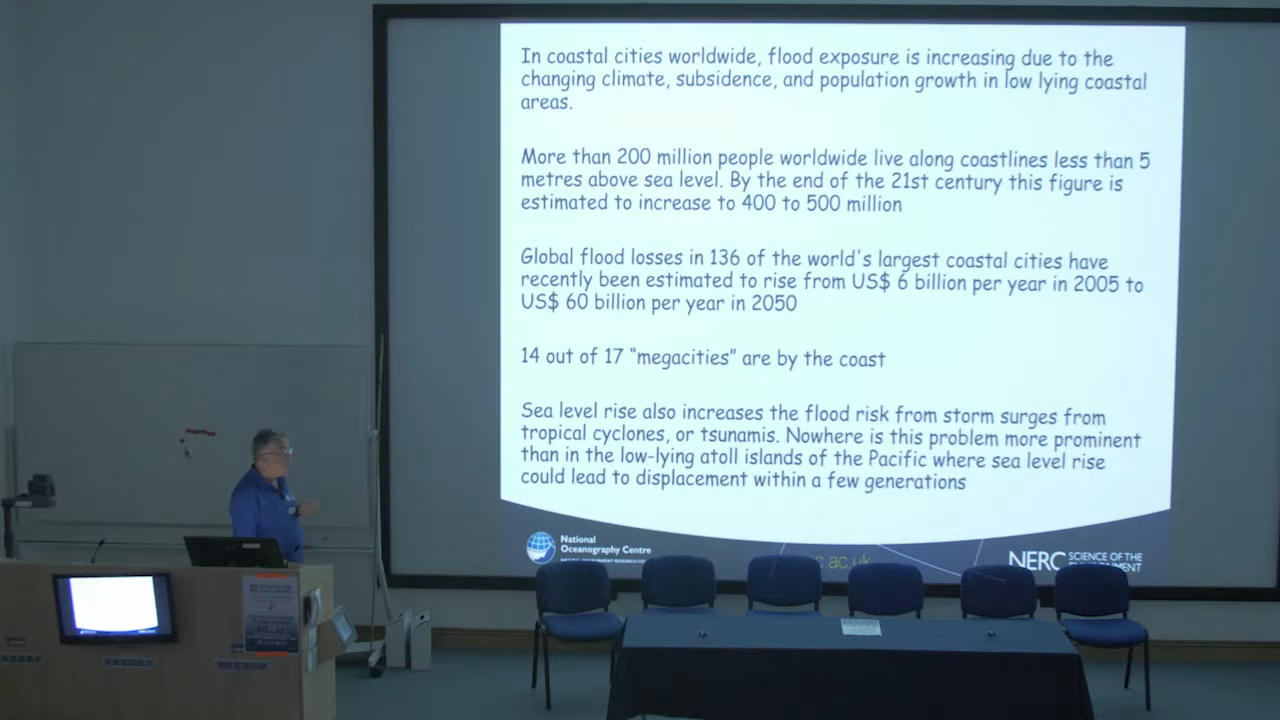 In coastal cities worldwide, flood exposure is increasing due to the
changing climate, subsidence, and population growth in low lying coastal
areas.
More than 200 million people worldwide live along coastlines less than 5
metres above sea level. By the end of the 21st century this figure is
estimated to increase to 400 to 500 million
Global flood losses in 136 of the world's largest coastal cities have
recently been estimated to rise from US$ 6 billion per year in 2005 to
US$ 60 billion per year in 2050
14 out of 17 “megacities” are by the coast
Sea level rise also increases the flood risk from storm surges from
tropical cyclones, or tsunamis. Nowhere is this problem more prominent
than in the low-lying atoll islands of the Pacific where sea level rise
could lead to displacement within a few generations
National
Oceanography Centre
ac.uk
NERC SCIENCE OF THE
ENVIRONMENT